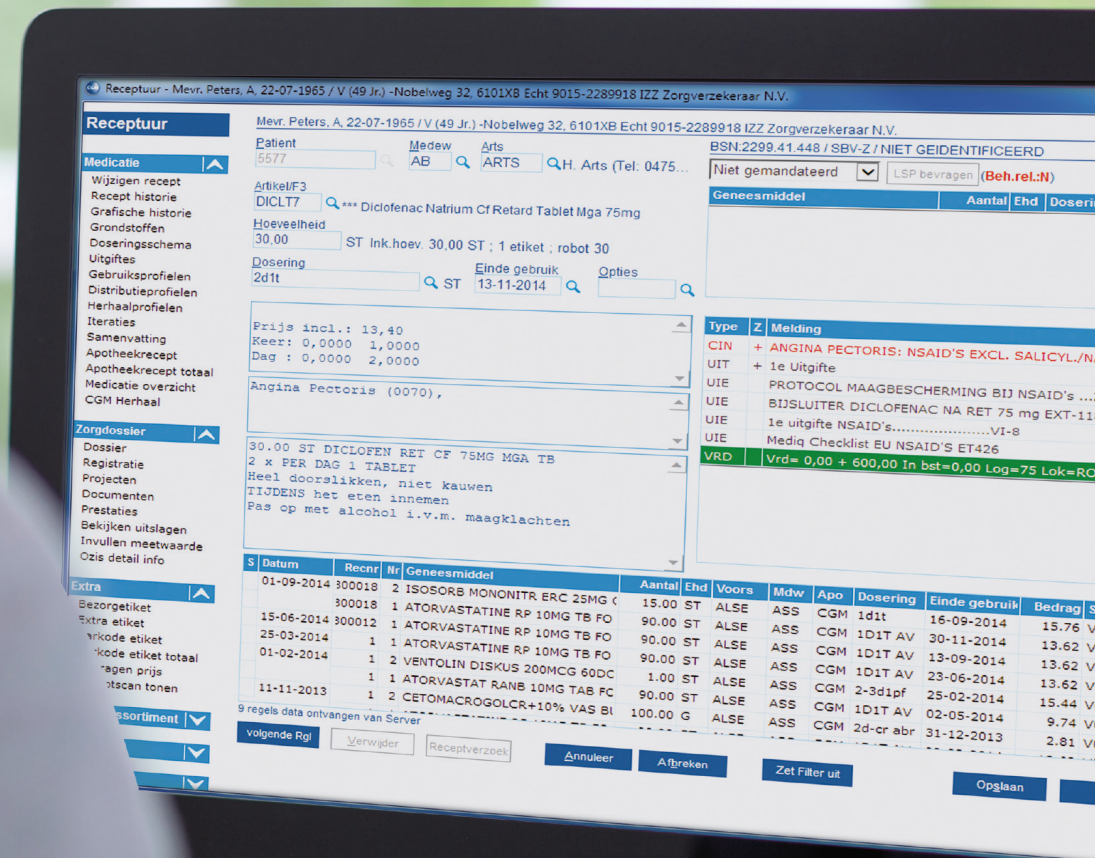 Receptuur - Mevr. Peters, A, 22-07-1965 / V (49 Jr.) -Nobelweg 32, 6101XB Echt 9015-2289918 IZZ Zorgverzekeraar N.V.
Receptuur
Medicatie
Wijzigen recept
Recept historie
Grafische historie
Grondstoffen
Doseringsschema
Uitgiftes
Gebruiksprofielen
Distributieprofielen
Herhaalprofielen
Iteraties
Samenvatting
Apotheekrecept
Apotheekrecept totaal
Medicatie overzicht
CGM Herhaal
Zorgdossier
Dossier
Registratie
Projecten
Documenten
Prestaties
Bekijken uitslagen
Invullen meetwaarde
Ozis detail info
Extra
Bezorgetiket
Extra etiket
etiket
etiket totaal
prijs
tonen
Mevr. Peters, A, 22-07-1965 / V (49 Jr.) -Nobelweg 32, 6101XB Echt 9015-2289918 IZZ Zorgverzekeraar N.V.
Patient Medew Arts
5577 AB ARTS H. Arts (Tel: 0475...
Artikel/F3
DICLT7 *** Diclofenac Natrium Cf Retard Tablet Mga 75mg
Hoeveelheid
30,00 ST Ink.hoev. 30,00 ST ; 1 etiket ; robot 30
Dosering Einde gebruik Opties
2d1t ST 13-11-2014
Prijs incl.: 13,40
Keer: 0,0000 1,0000
Dag : 0,0000 2,0000
Angina Pectoris (0070),
30.00 ST DICLOFEN RET CF 75MG MGA TB
2 x PER DAG 1 TABLET
Heel doorslikken, niet kauwen
TIJDENS het eten innemen
Pas op met alcohol i.v.m. maagklachten
BSN:2299.41.448 / SBV-Z / NIET GEIDENTIFICEERD
Niet gemandateerd LSP bevragen (Beh.rel.:N)
Geneesmiddel Aantal Ehd
Type Z Melding
CIN + ANGINA PECTORIS: NSAID'S EXCL.
UIT + 1e Uitgifte
UIE PROTOCOL MAAGBESCHERMING BIJ NSAID's ...
UIE BIJSLUITER DICLOFENAC NA RET 75 mg
UIE 1e uitgifte NSAID's....................VI-8
UIE Mediq Checklist EU NSAID'S ET426
VRD Vrd= 0,00 + 600,00 In bst=0,00 Log=75
S Datum Recnr Nr Geneesmiddel Aantal Ehd Voors Mdw Apo Dosering Einde gebruik Bedrag
01-09-2014 300018 2 ISOSORB MONONITR ERC 25MG 15.00 ST ALSE ASS CGM 1d1t 16-09-2014 15.76
300018 1 ATORVASTATINE RP 10MG TB FO 90.00 ST ALSE ASS CGM 1D1T AV 30-11-2014 13.62
15-06-2014 300012 1 ATORVASTATINE RP 10MG TB FO 90.00 ST ALSE ASS CGM 1D1T AV 13-09-2014 13.62
25-03-2014 1 1 ATORVASTATINE RP 10MG TB FO 90.00 ST ALSE ASS CGM 1D1T AV 23-06-2014 13.62
01-02-2014 1 2 VENTOLIN DISKUS 200MCG 60DC 1.00 ST ALSE ASS CGM 2-3d1pf 25-02-2014 15.44
1 1 ATORVASTAT RANB 10MG TAB FC 90.00 ST ALSE ASS CGM 1D1T AV 02-05-2014 9.74
11-11-2013 1 2 CETOMACROGOLCR+10% VAS 100.00 G ALSE ASS CGM 2d-cr abr 31-12-2013 2.81
9 regels data ontvangen van Server
volgende Rgl Verwijder Receptverzoek Annuleer Afbreken Zet Filter uit Opslaan